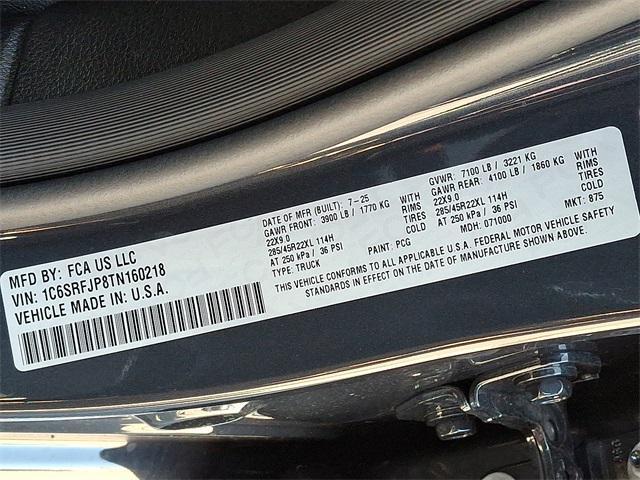 MFD BY: FCA US LLC
VIN: 1C6SRFJP8TN160218
VEHICLE MADE IN: U.S.A.
DATE OF MFR (BUILT): 7-25
GVWR: 7100 LB / 3221 KG
GAWR FRONT: 3900 LB / 1770 KG WITH
22X9.0 RIMS
285/45R22XL 114H TIRES
AT 250 kPa / 36 PSI COLD
GAWR REAR: 4100 LB / 1860 KG WITH
22X9.0 RIMS
285/45R22XL 114H TIRES
AT 250 kPa / 36 PSI COLD
TYPE: TRUCK PAINT: PCG MDH: 071000 MKT: 875
THIS VEHICLE CONFORMS TO ALL APPLICABLE U.S.A. FEDERAL MOTOR VEHICLE SAFETY
STANDARDS IN EFFECT ON THE DATE OF MANUFACTURE SHOWN ABOVE.